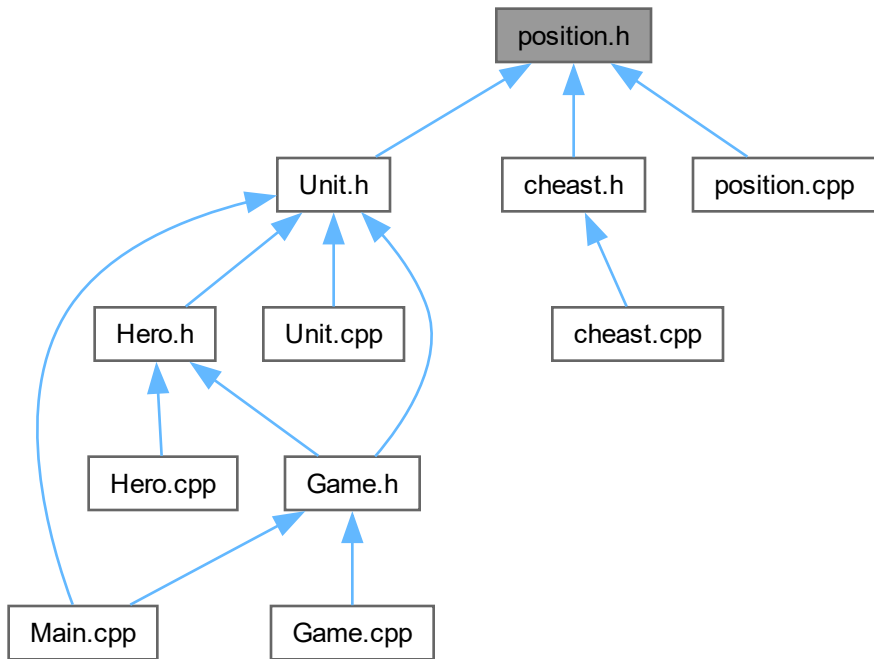 position.h
Unit.h
cheast.h
position.cpp
Hero.h
Unit.cpp
cheast.cpp
Hero.cpp
Game.h
Main.cpp
Game.cpp